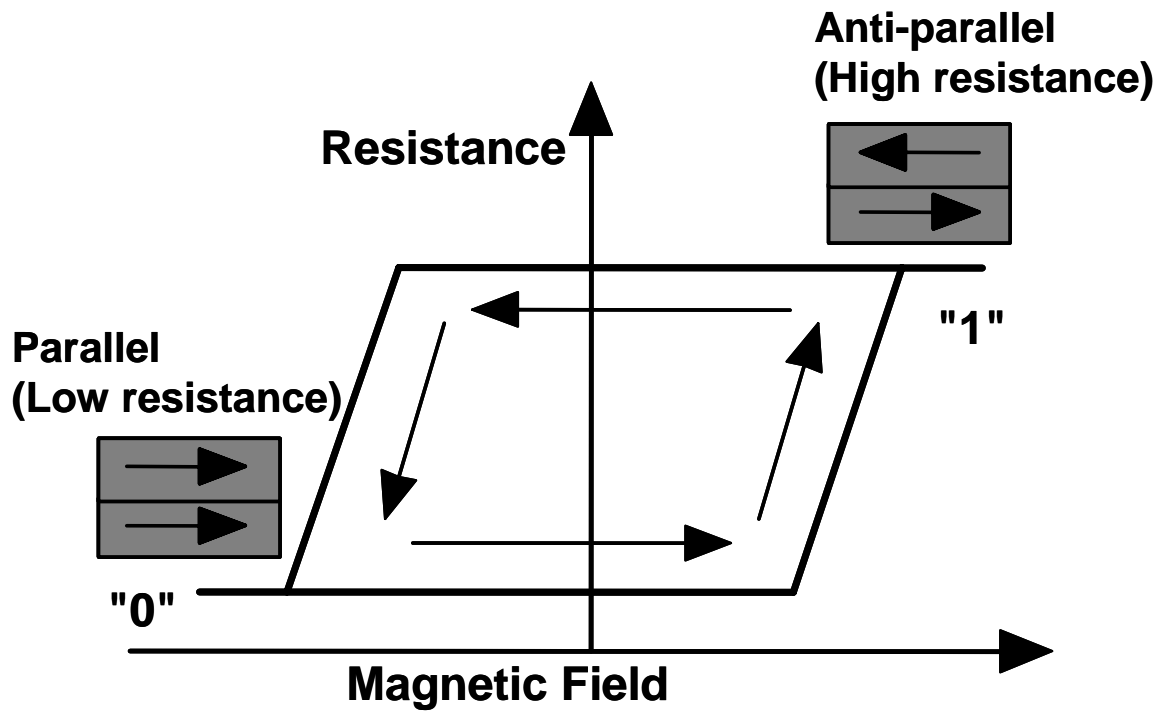 Anti-parallel
(High resistance)
Resistance
"1"
Parallel
(Low resistance)
"0"
Magnetic Field